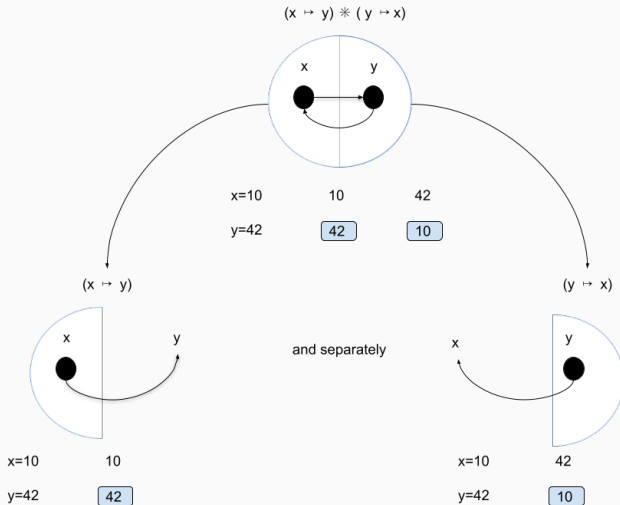 (x ↦ y) ✳ ( y ↦ x)
x y
x=10 10 42
y=42 42 10
(x ↦ y) (y ↦ x)
x y and separately x y
x=10 10 x=10 42
y=42 42 y=42 10